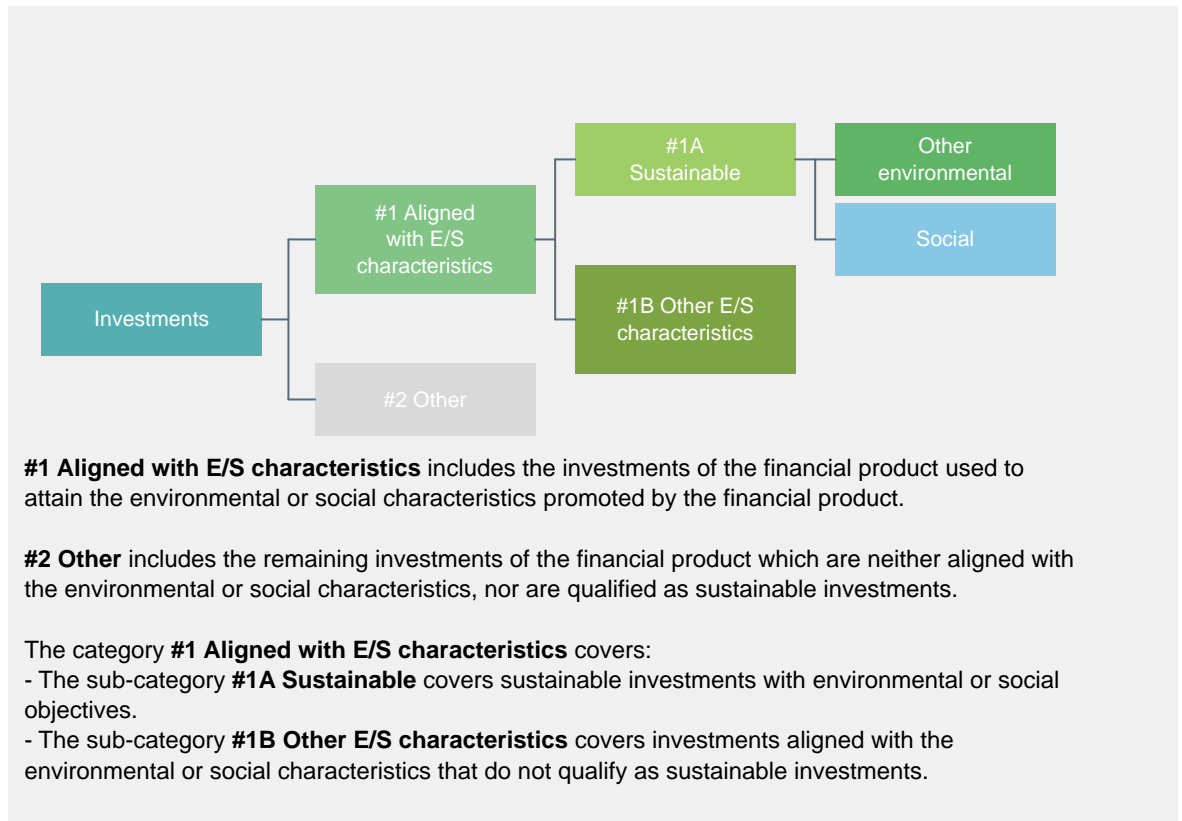 #1A
Sustainable
Other
environmental
#1 Aligned
with E/S
characteristics
Social
Investments
#1B Other E/S
characteristics
#2 Other
#1 Aligned with E/S characteristics includes the investments of the financial product used to
attain the environmental or social characteristics promoted by the financial product.
#2 Other includes the remaining investments of the financial product which are neither aligned with
the environmental or social characteristics, nor are qualified as sustainable investments.
The category #1 Aligned with E/S characteristics covers:
- The sub-category #1A Sustainable covers sustainable investments with environmental or social
objectives.
- The sub-category #1B Other E/S characteristics covers investments aligned with the
environmental or social characteristics that do not qualify as sustainable investments.